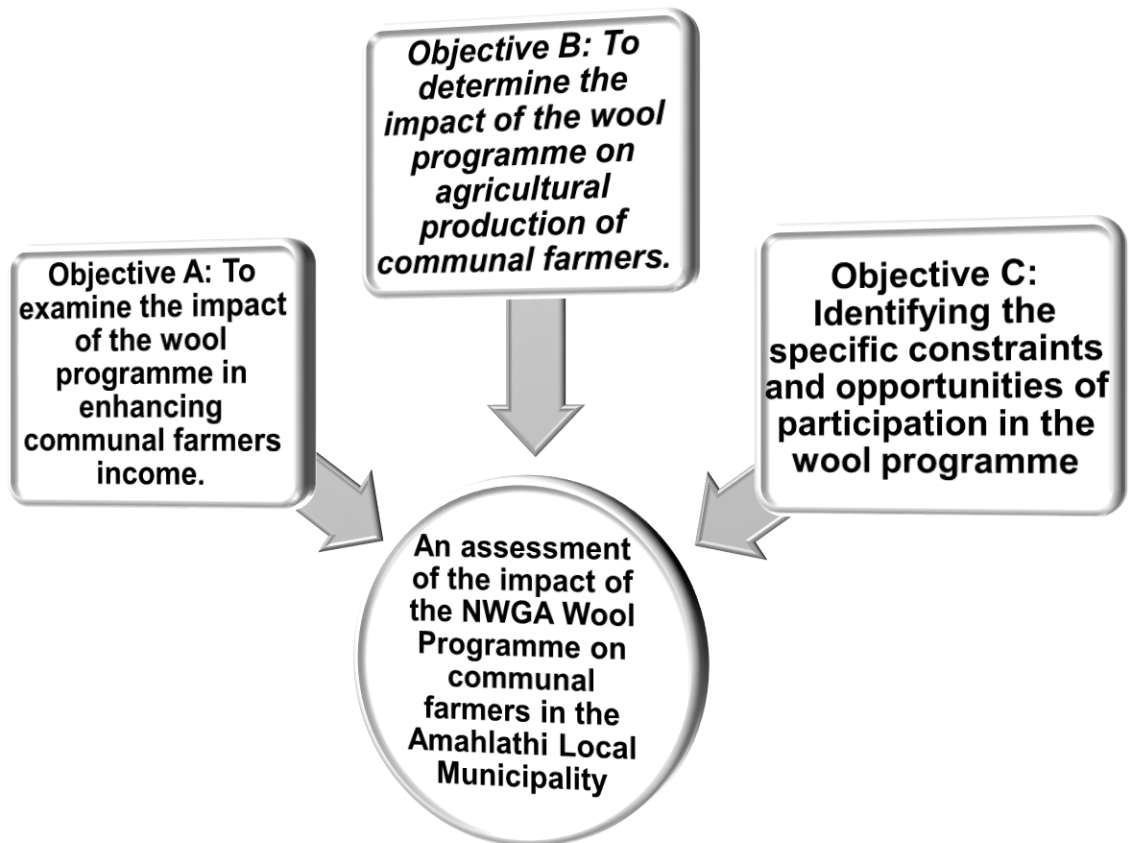 Objective A: To
examine the impact
of the wool
programme in
enhancing
communal farmers
income.
Objective B: To
determine the
impact of the wool
programme on
agricultural
production of
communal farmers.
Objective C:
Identifying the
specific constraints
and opportunities of
participation in the
wool programme
An assessment
of the impact of
the NWGA Wool
Programme on
communal
farmers in the
Amahlathi Local
Municipality